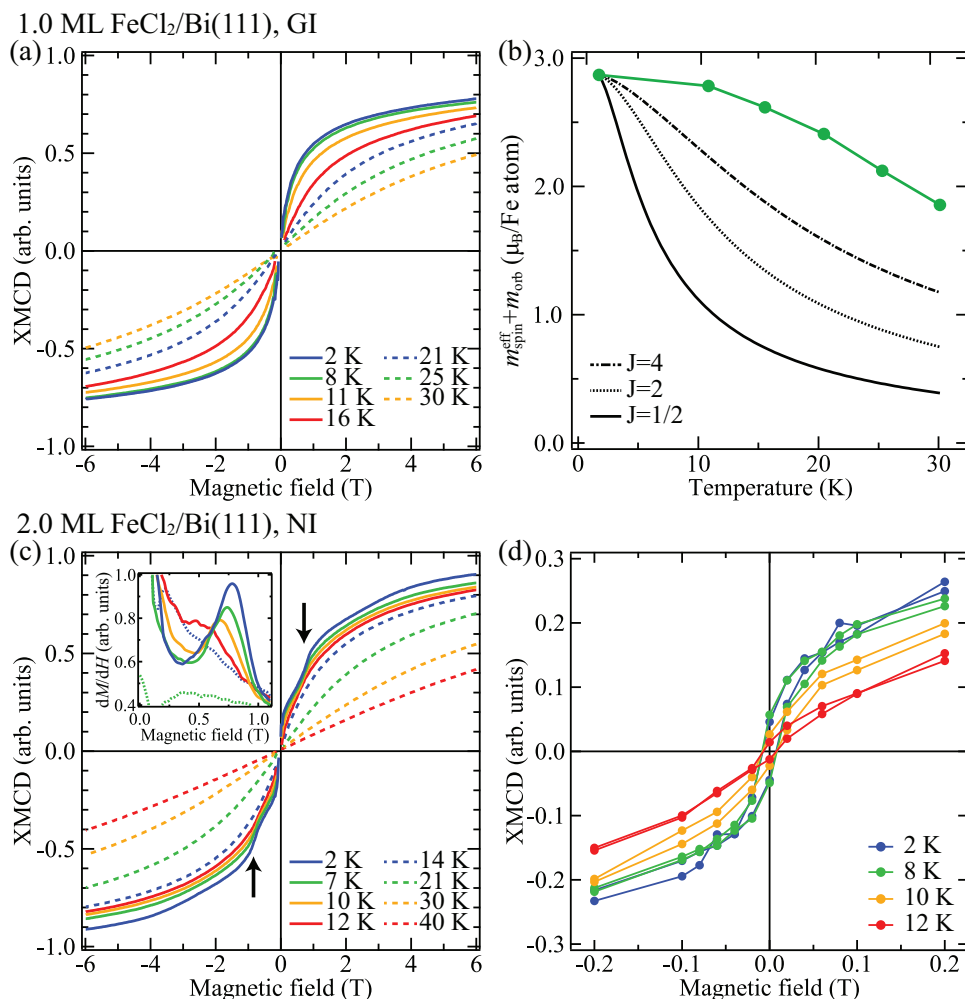 1.0 ML FeCl₂/Bi(111), GI
(a)
XMCD (arb. units)
1.0
0.5
0.0
-0.5
-1.0
2 K
8 K
11 K
16 K
21 K
25 K
30 K
-6 -4 -2 0 2 4 6
Magnetic field (T)
(b)
m_spin^eff+m_orb (μ_B/Fe atom)
3.0
2.0
1.0
0.0
J=4
J=2
J=1/2
0 10 20 30
Temperature (K)
2.0 ML FeCl₂/Bi(111), NI
(c)
XMCD (arb. units)
1.0
0.5
0.0
-0.5
-1.0
dM/dH (arb. units)
1.0
0.8
0.6
0.4
0.0 0.5 1.0
Magnetic field (T)
2 K
7 K
10 K
12 K
14 K
21 K
30 K
40 K
-6 -4 -2 0 2 4 6
Magnetic field (T)
(d)
XMCD (arb. units)
0.3
0.2
0.1
0.0
-0.1
-0.2
-0.3
2 K
8 K
10 K
12 K
-0.2 -0.1 0.0 0.1 0.2
Magnetic field (T)